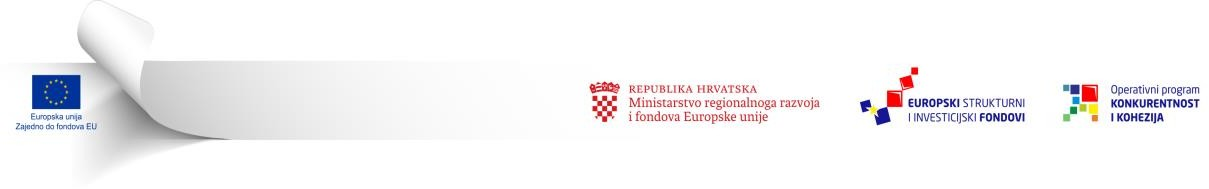 Europska unija
Zajedno do fondova EU
REPUBLIKA HRVATSKA
Ministarstvo regionalnoga razvoja
i fondova Europske unije
EUROPSKI STRUKTURNI
I INVESTICIJSKI FONDOVI
Operativni program
KONKURENTNOST
I KOHEZIJA